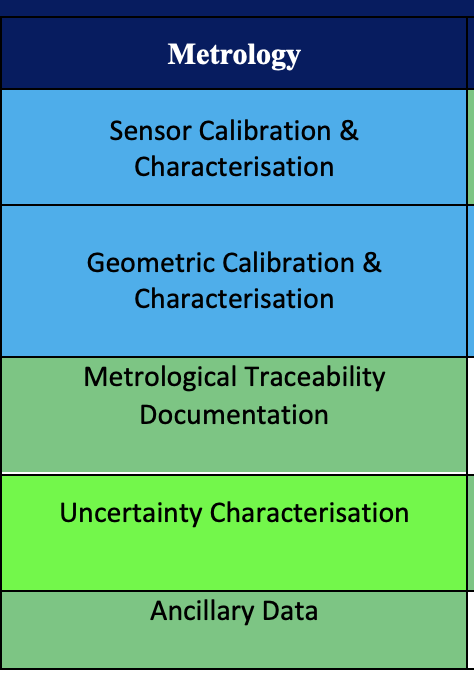 Metrology
Sensor Calibration &
Characterisation
Geometric Calibration &
Characterisation
Metrological Traceability
Documentation
Uncertainty Characterisation
Ancillary Data